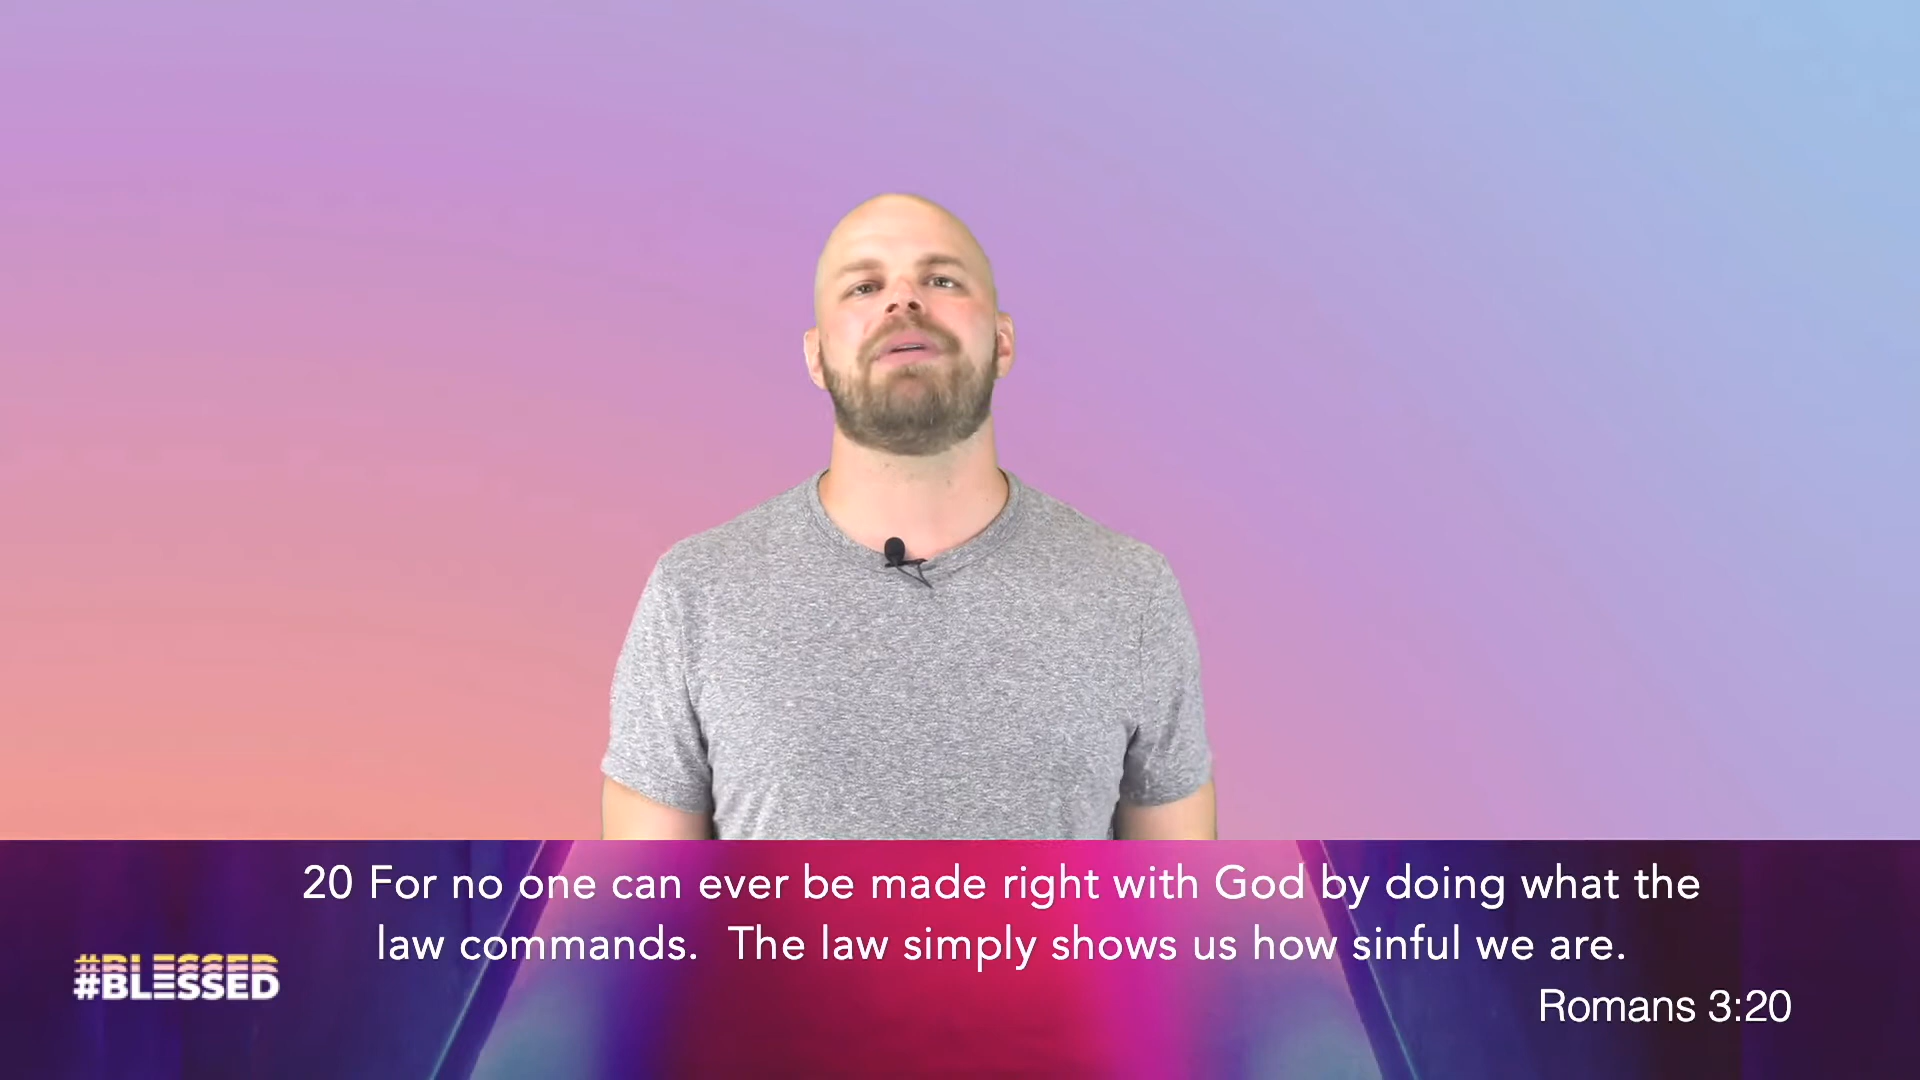 20 For no one can ever be made right with God by doing what the
law commands.  The law simply shows us how sinful we are.
Romans 3:20
#BLESSED
#BLESSED